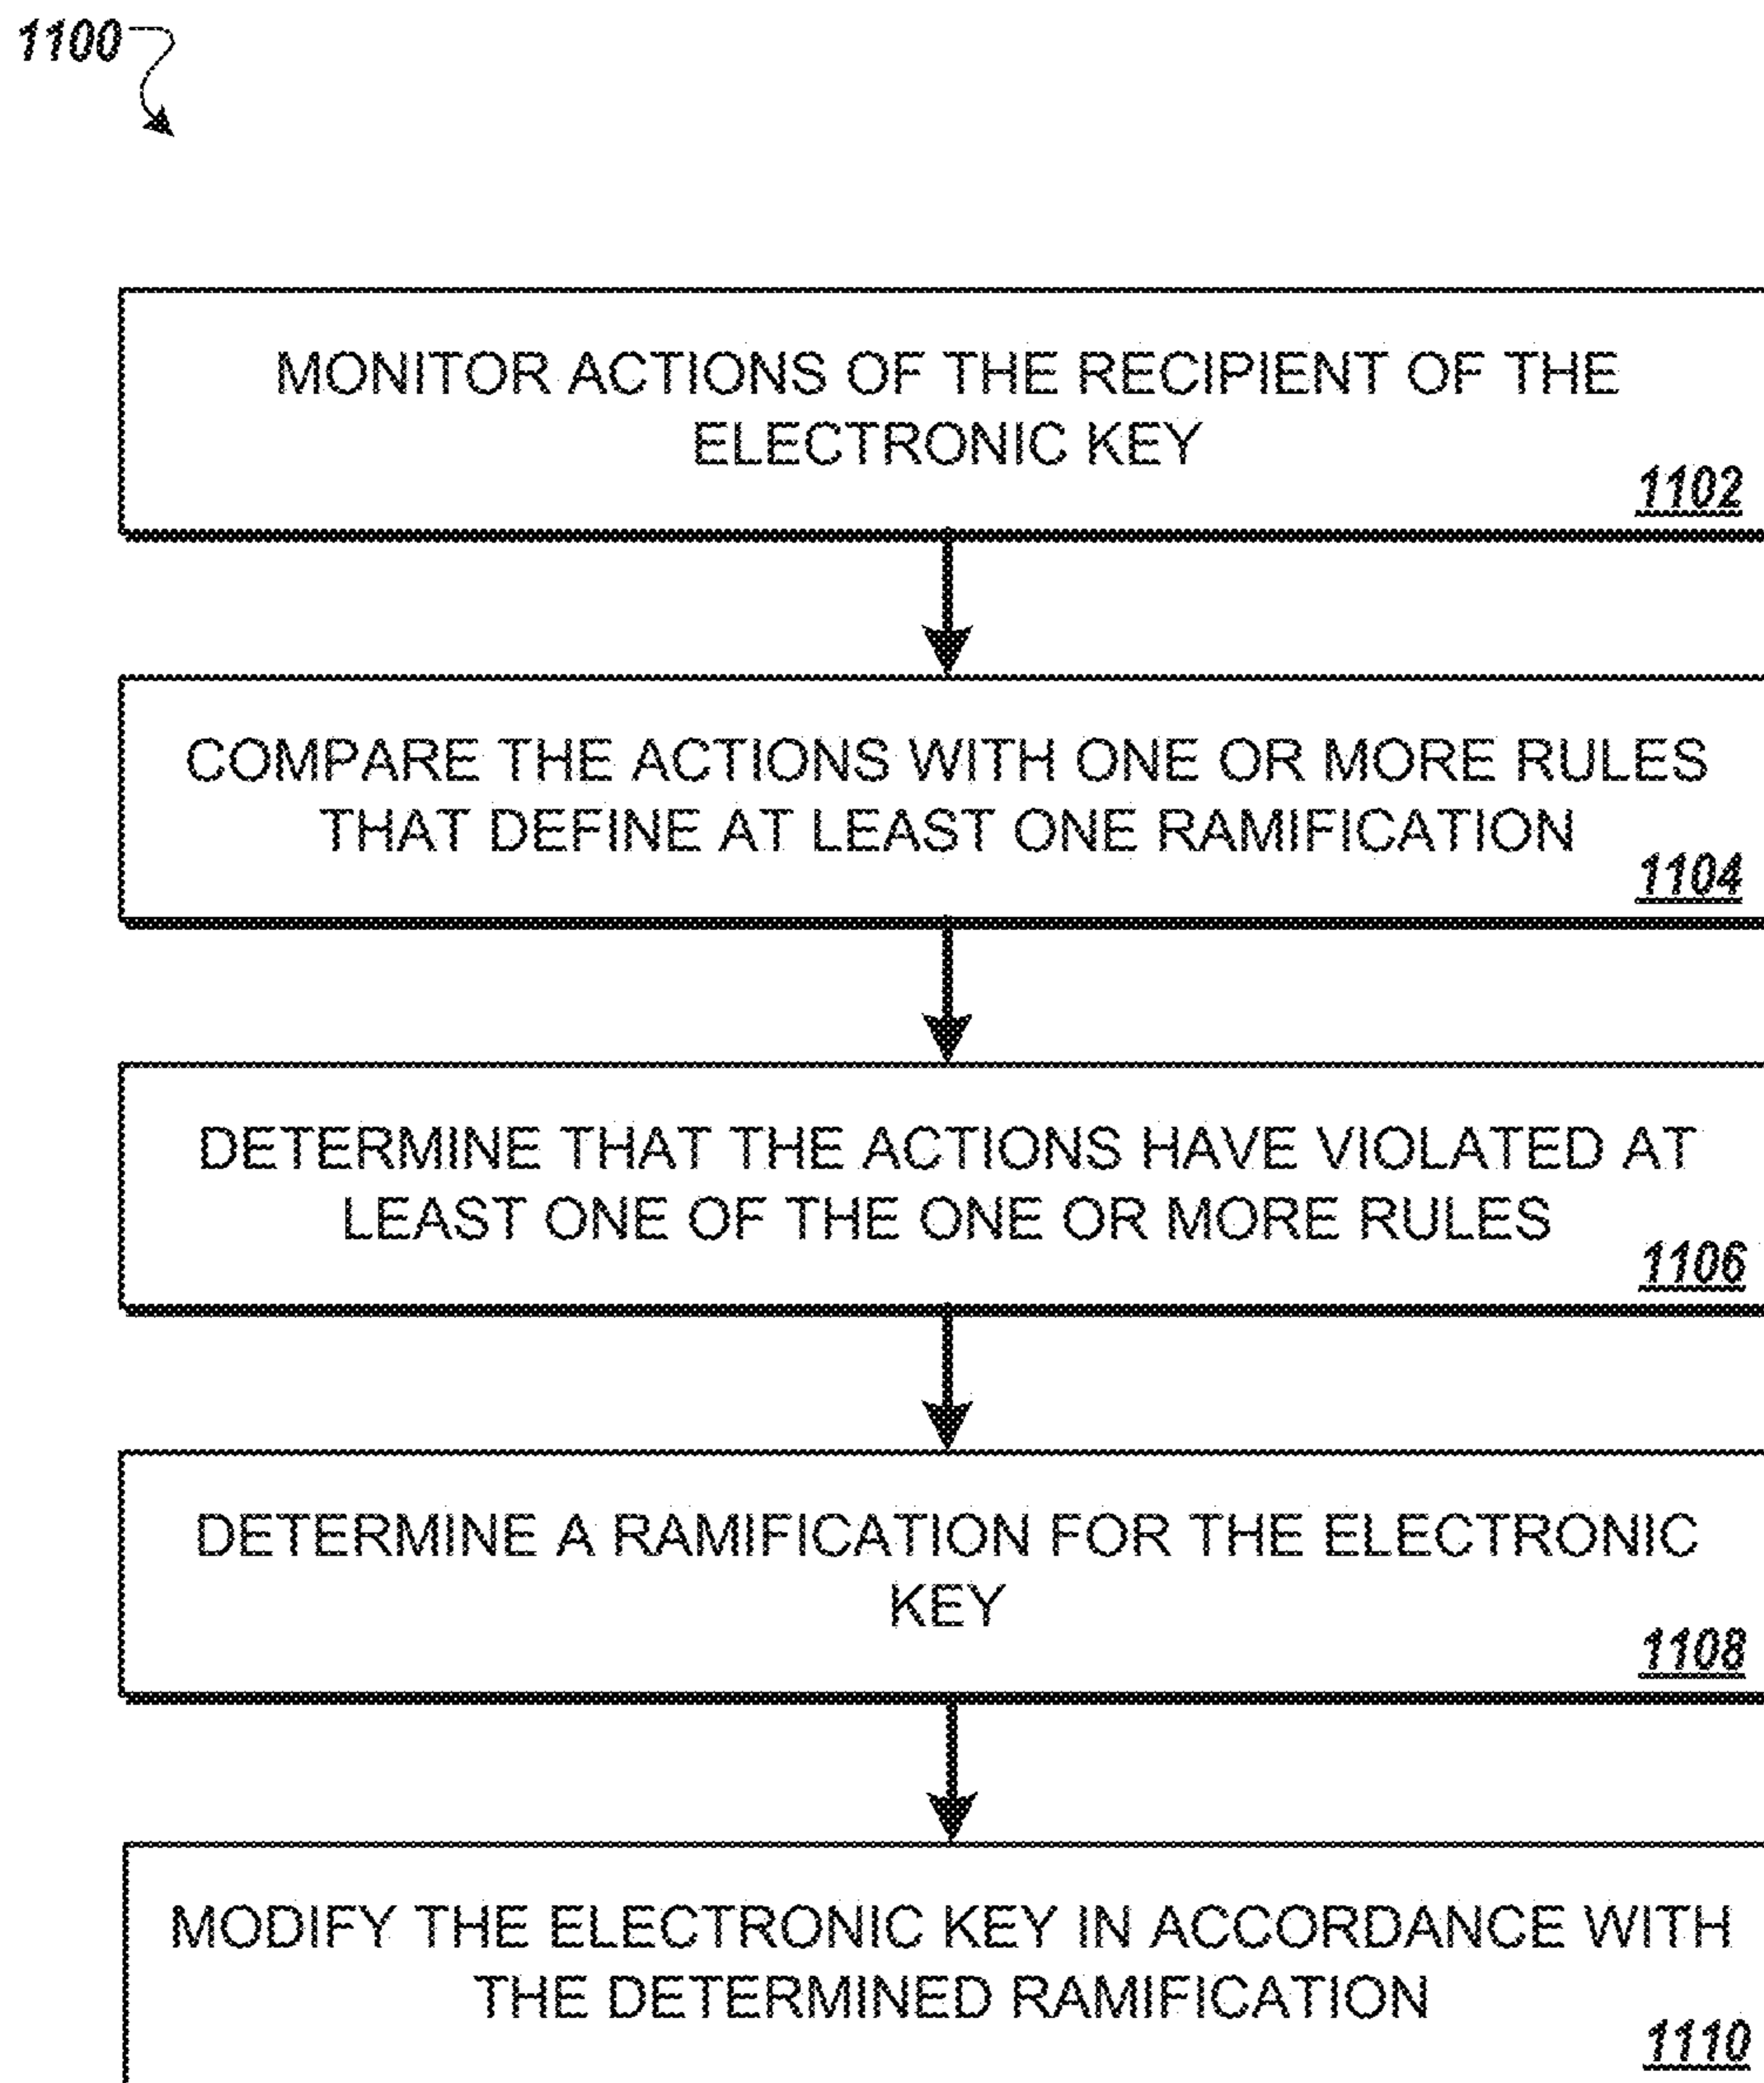 1100
MONITOR ACTIONS OF THE RECIPIENT OF THE
ELECTRONIC KEY
1102
COMPARE THE ACTIONS WITH ONE OR MORE RULES
THAT DEFINE AT LEAST ONE RAMIFICATION
1104
DETERMINE THAT THE ACTIONS HAVE VIOLATED AT
LEAST ONE OF THE ONE OR MORE RULES
1106
DETERMINE A RAMIFICATION FOR THE ELECTRONIC
KEY
1108
MODIFY THE ELECTRONIC KEY IN ACCORDANCE WITH
THE DETERMINED RAMIFICATION
1110